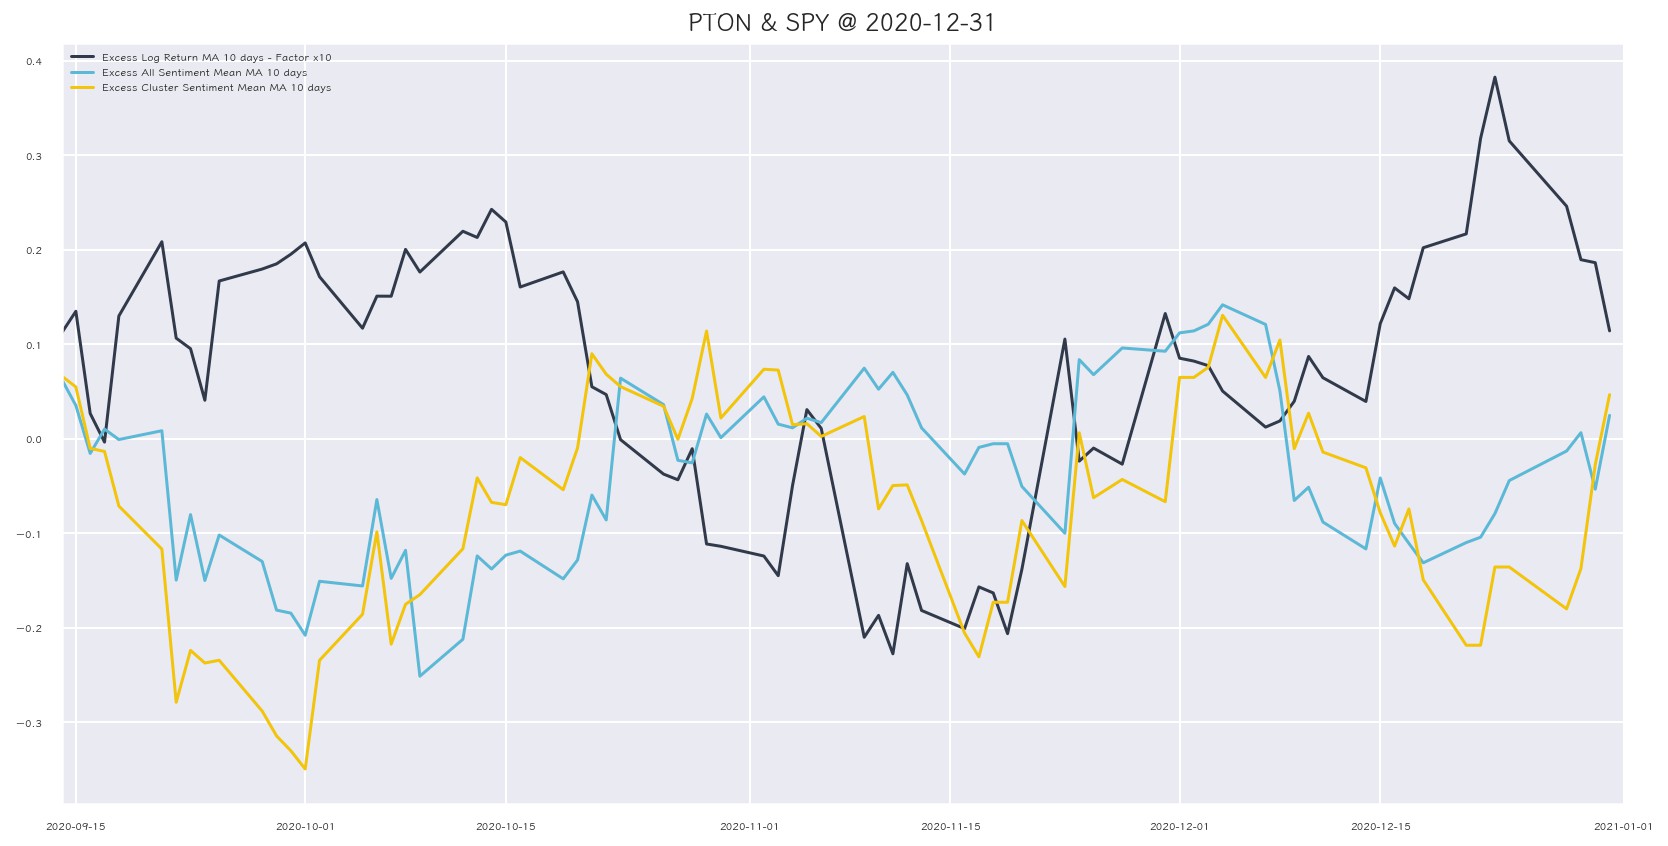 PTON & SPY @ 2020-12-31
Excess Log Return MA 10 days - Factor x10
Excess All Sentiment Mean MA 10 days
Excess Cluster Sentiment Mean MA 10 days
0.4
0.3
0.2
0.1
0.0
−0.1
−0.2
−0.3
2020-09-15 2020-10-01 2020-10-15 2020-11-01 2020-11-15 2020-12-01 2020-12-15 2021-01-01